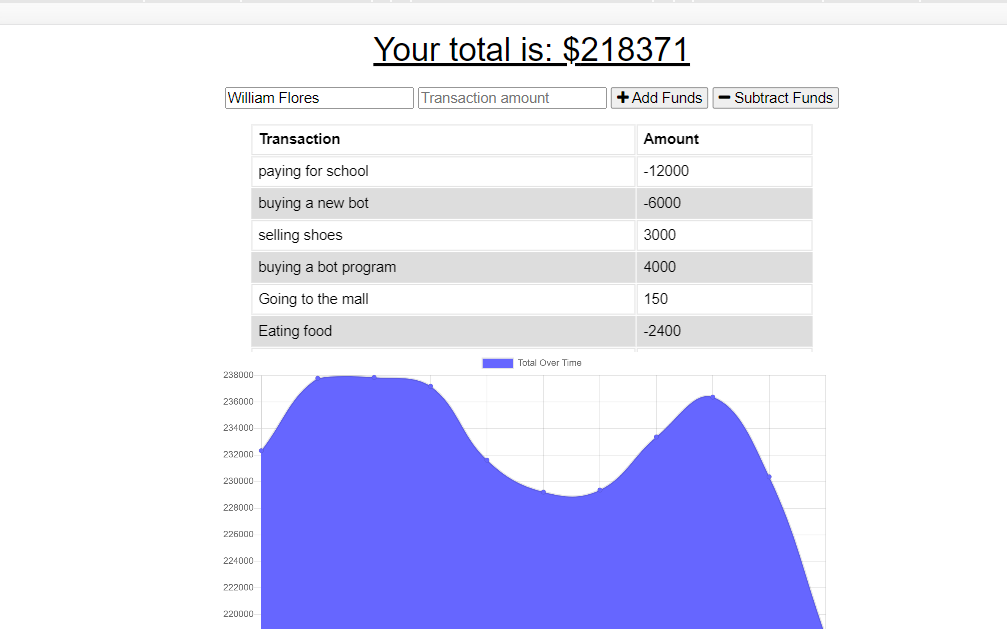 Your total is: $218371
William Flores Transaction amount Add Funds Subtract Funds
Transaction Amount
paying for school -12000
buying a new bot -6000
selling shoes 3000
buying a bot program 4000
Going to the mall 150
Eating food -2400
Total Over Time
238000
236000
234000
232000
230000
228000
226000
224000
222000
220000